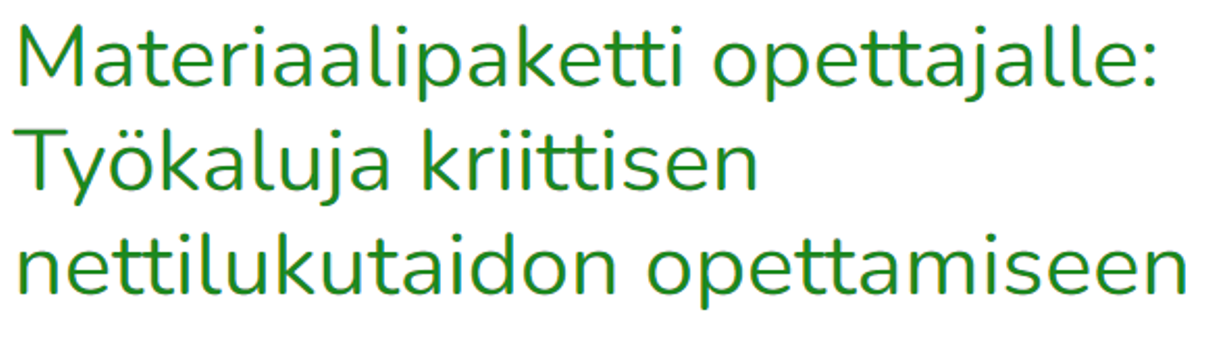 Materiaalipaketti opettajalle:
Työkaluja kriittisen
nettilukutaidon opettamiseen